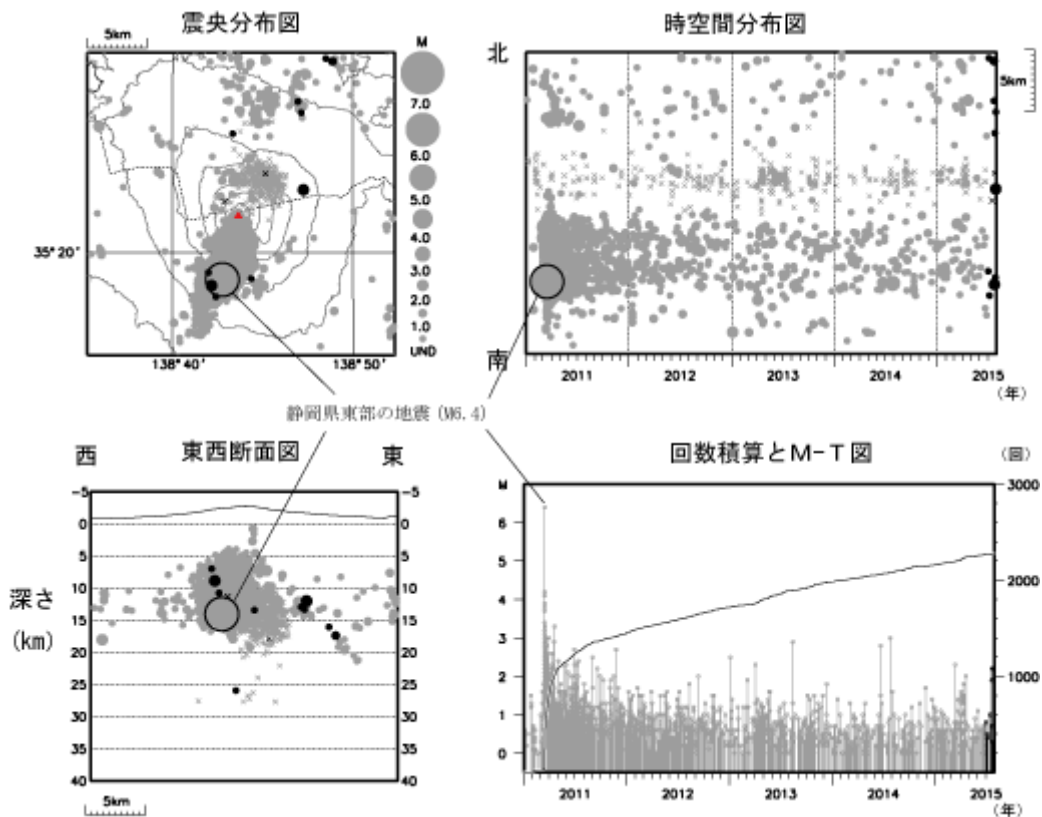 震央分布図
5km
M
7.0
6.0
5.0
4.0
3.0
2.0
1.0
UND
35°20'
138°40'
138°50'
時空間分布図
北
南
5km
2011 2012 2013 2014 2015
(年)
静岡県東部の地震(M6.4)
東西断面図
西
東
-5 -5
0 0
5 5
10 10
15 15
20 20
25 25
30 30
35 35
40 40
深さ
(km)
5km
回数積算とM-T図
M
(回)
6
5
4
3
2
1
0
3000
2000
1000
2011 2012 2013 2014 2015
(年)